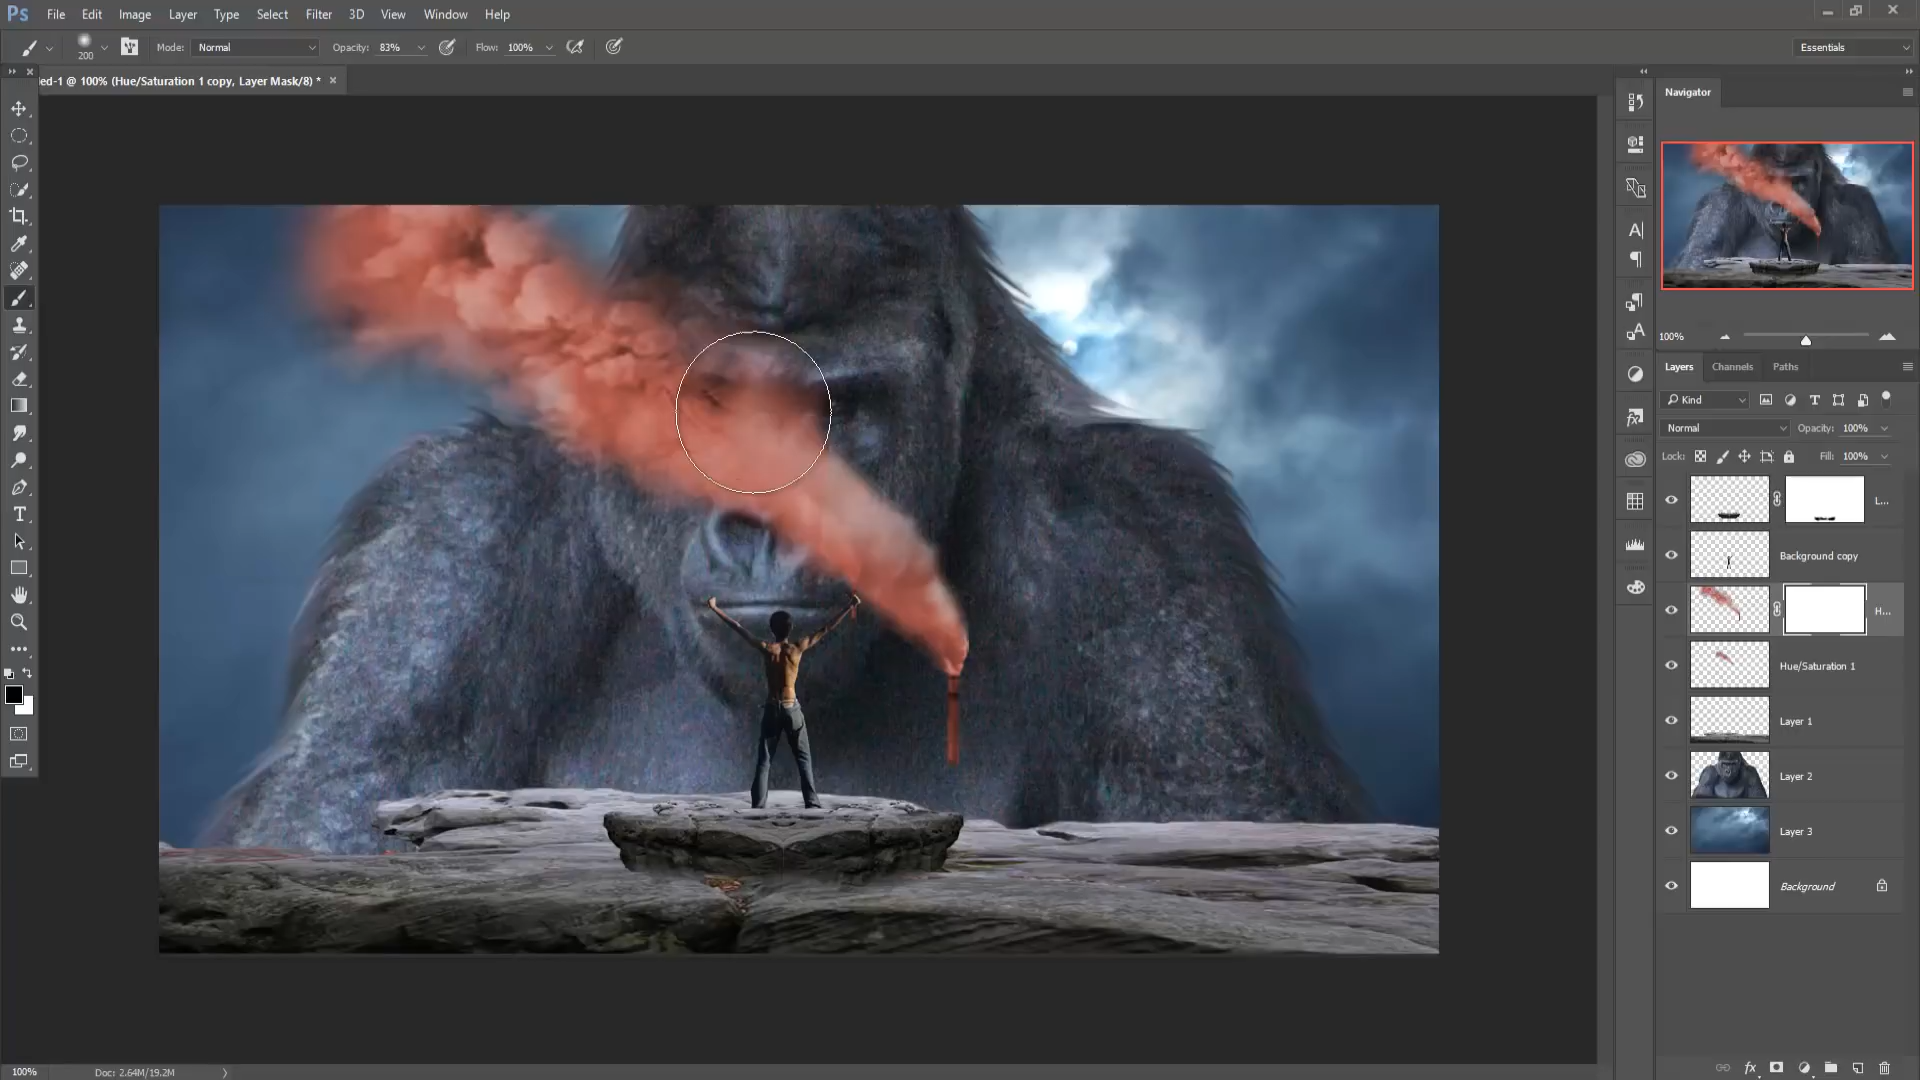 Ps File Edit Image Layer Type Select Filter 3D View Window Help
200 Mode: Normal Opacity: 83% Flow: 100% Essentials
ed-1 @ 100% (Hue/Saturation 1 copy, Layer Mask/8) * ×
Navigator
100%
Layers Channels Paths
Kind
Normal Opacity: 100%
Lock: Fill: 100%
L...
Background copy
H...
Hue/Saturation 1
Layer 1
Layer 2
Layer 3
Background
100% Doc: 2.64M/19.2M